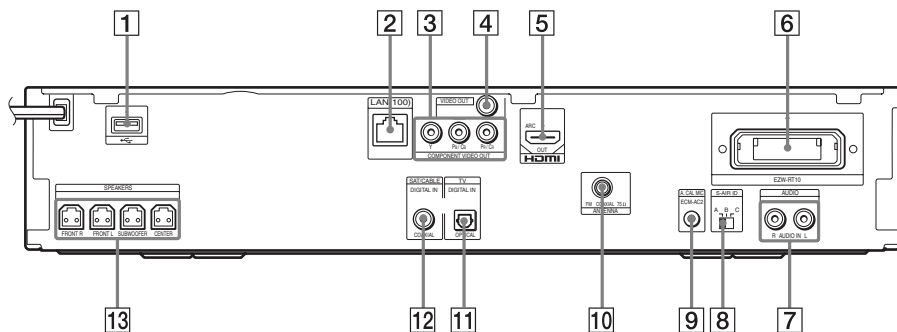 1
2
3
4
5
6
LAN(100)
VIDEO OUT
Y
PB / CB
PR / CR
COMPONENT VIDEO OUT
ARC
OUT
HDMI
EZW-RT10
SPEAKERS
FRONT R
FRONT L
SUBWOOFER
CENTER
SAT/CABLE
DIGITAL IN
COAXIAL
TV
DIGITAL IN
OPTICAL
FM COAXIAL 75Ω
ANTENNA
A. CAL MIC
ECM-AC2
S-AIR ID
A B C
AUDIO
R AUDIO IN L
13
12
11
10
9
8
7